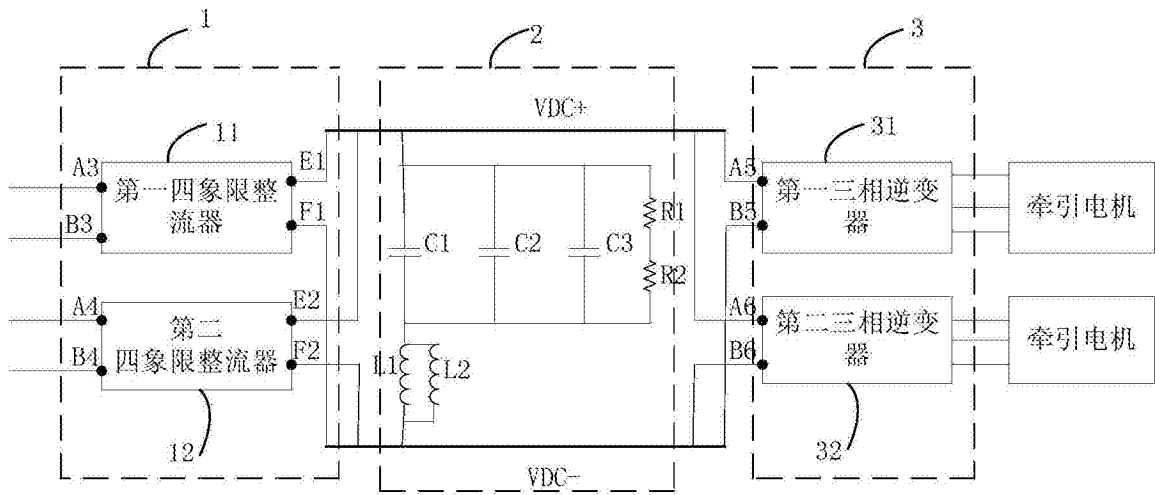 1
2
3
VDC+
11
31
A3
E1
A5
第一四象限整
流器
第一三相逆变
器
牵引电机
B3
F1
B5
R1
C1
C2
C3
R2
A4
E2
A6
第二
四象限整流器
第二三相逆变
器
牵引电机
B4
F2
B6
L1
L2
12
32
VDC-